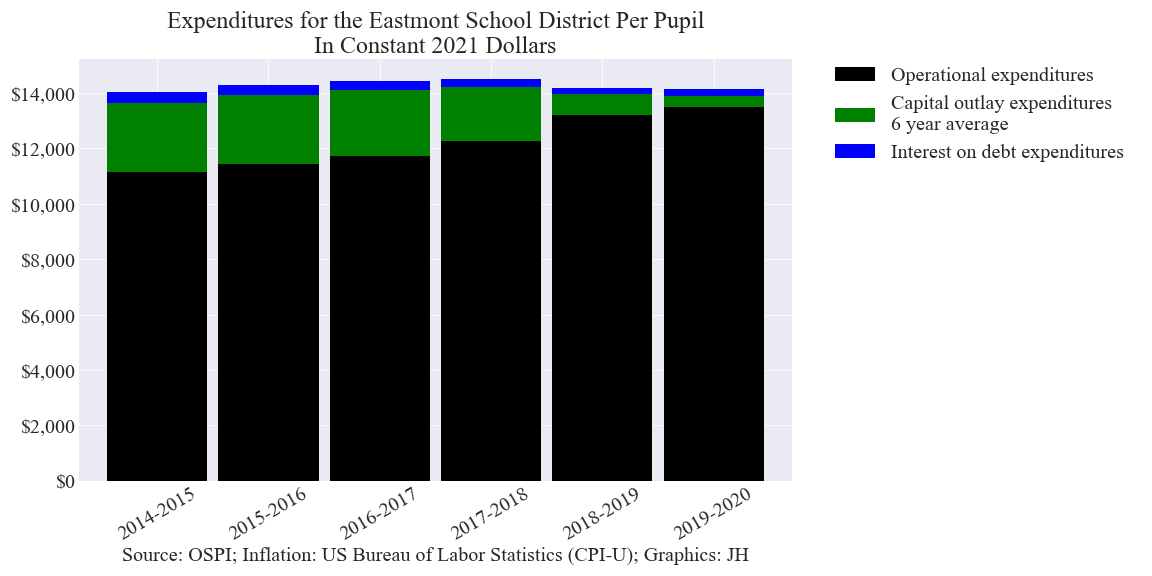 Expenditures for the Eastmont School District Per Pupil
In Constant 2021 Dollars
Operational expenditures
Capital outlay expenditures
6 year average
Interest on debt expenditures
$14,000
$12,000
$10,000
$8,000
$6,000
$4,000
$2,000
$0
2014-2015
2015-2016
2016-2017
2017-2018
2018-2019
2019-2020
Source: OSPI; Inflation: US Bureau of Labor Statistics (CPI-U); Graphics: JH